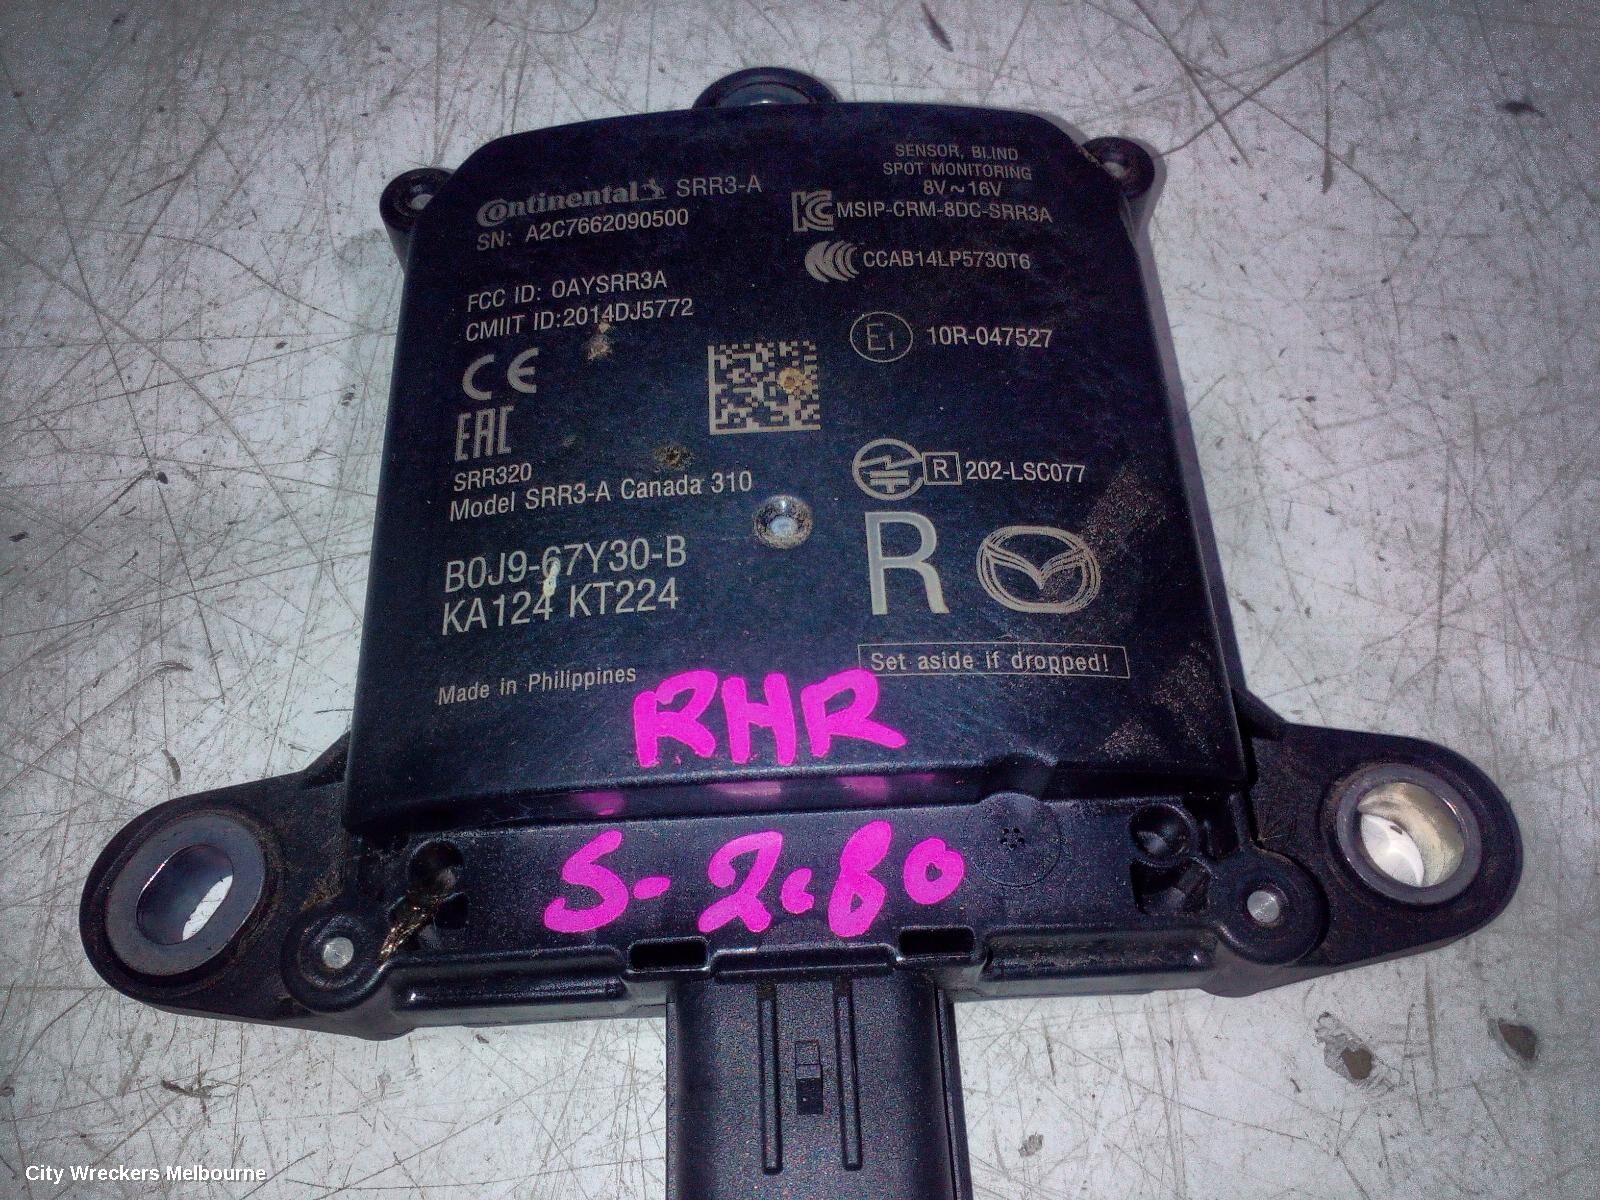 Continental SRR3-A
SN: A2C7662090500
SENSOR, BLIND
SPOT MONITORING
8V~16V
MSIP-CRM-8DC-SRR3A
CCAB14LP5730T6
FCC ID: OAYSRR3A
CMIIT ID:2014DJ5772
E1 10R-047527
CE
EAC
SRR320
Model SRR3-A Canada 310
R 202-LSC077
B0J9-67Y30-B
KA124 KT224
R
Made in Philippines
Set aside if dropped!
RHR
S-2680
City Wreckers Melbourne